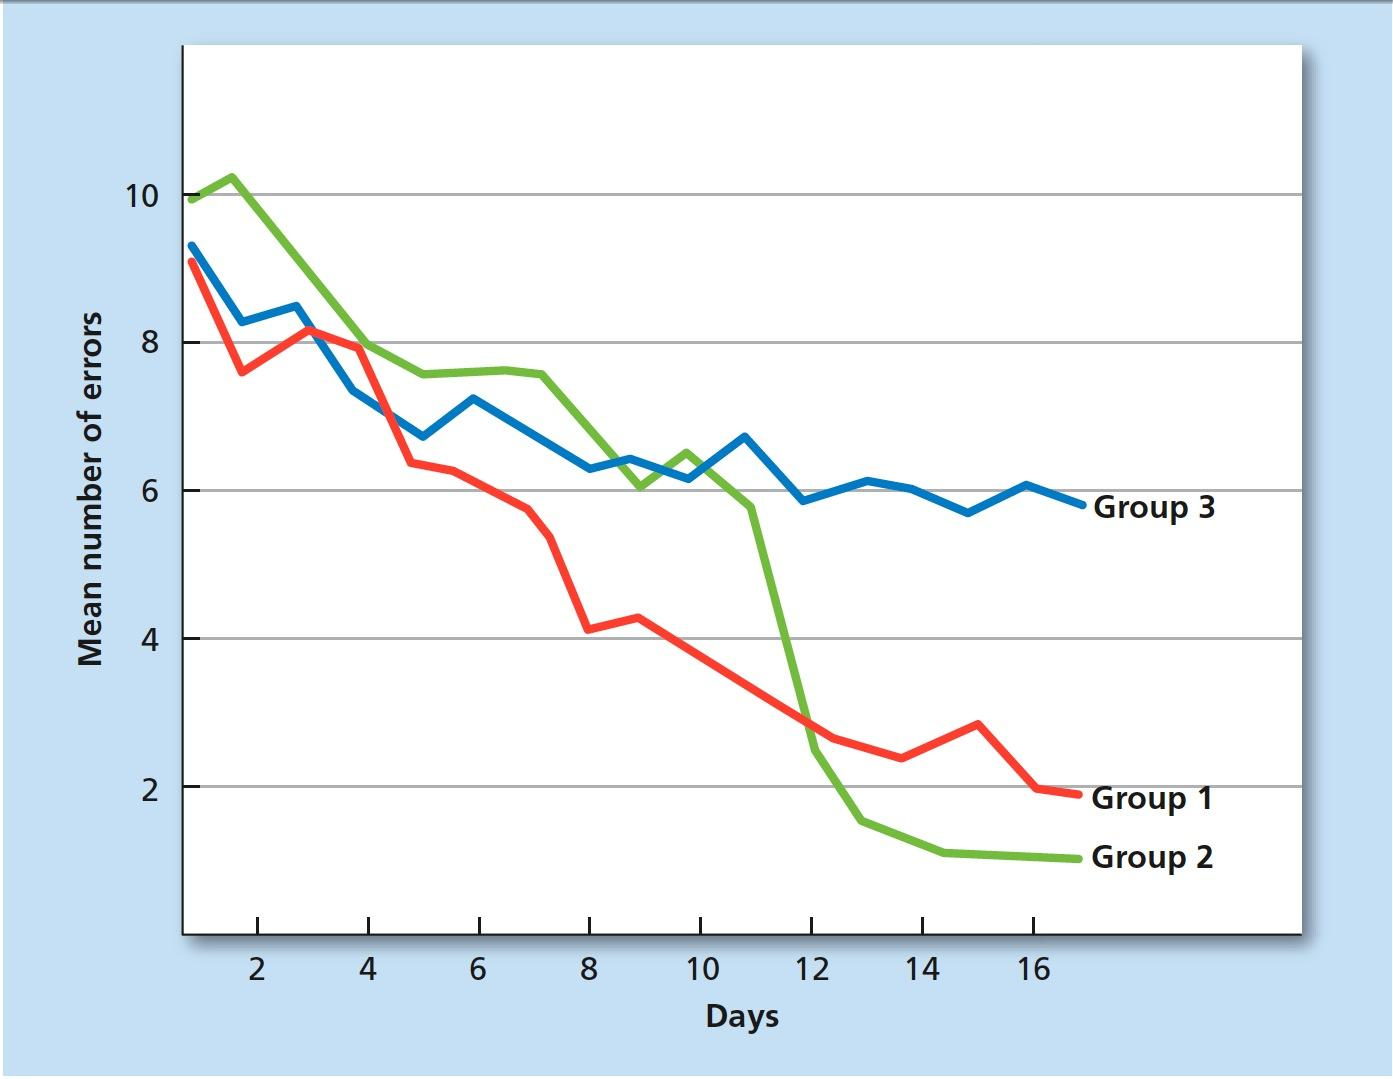 Mean number of errors
10
8
6
4
2
Group 3
Group 1
Group 2
2 4 6 8 10 12 14 16
Days